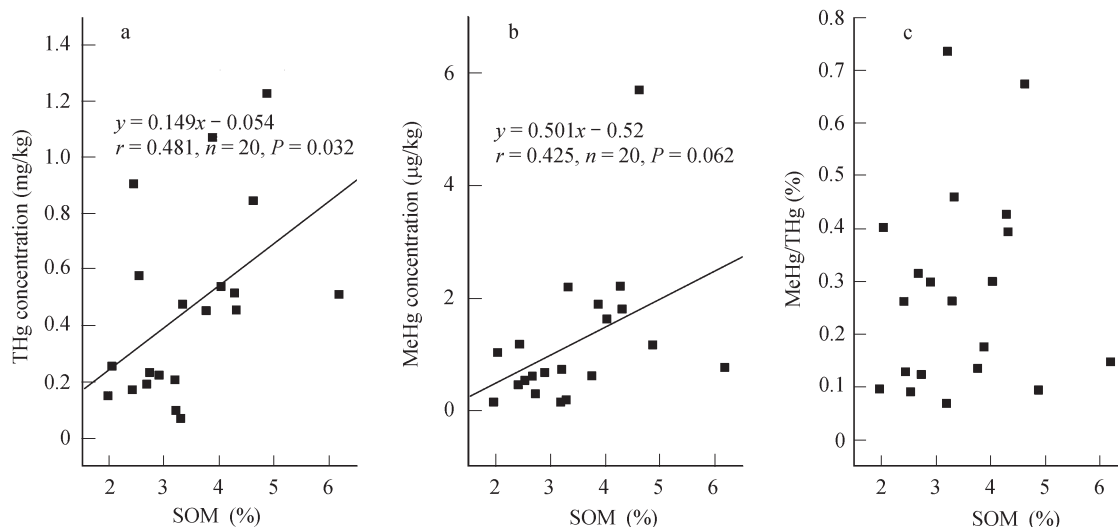 a
1.4
1.2
1.0
0.8
0.6
0.4
0.2
0
THg concentration (mg/kg)
y = 0.149x − 0.054
r = 0.481, n = 20, P = 0.032
2 3 4 5 6
SOM (%)
b
6
4
2
0
MeHg concentration (μg/kg)
y = 0.501x − 0.52
r = 0.425, n = 20, P = 0.062
2 3 4 5 6
SOM (%)
c
0.8
0.7
0.6
0.5
0.4
0.3
0.2
0.1
0
MeHg/THg (%)
2 3 4 5 6
SOM (%)